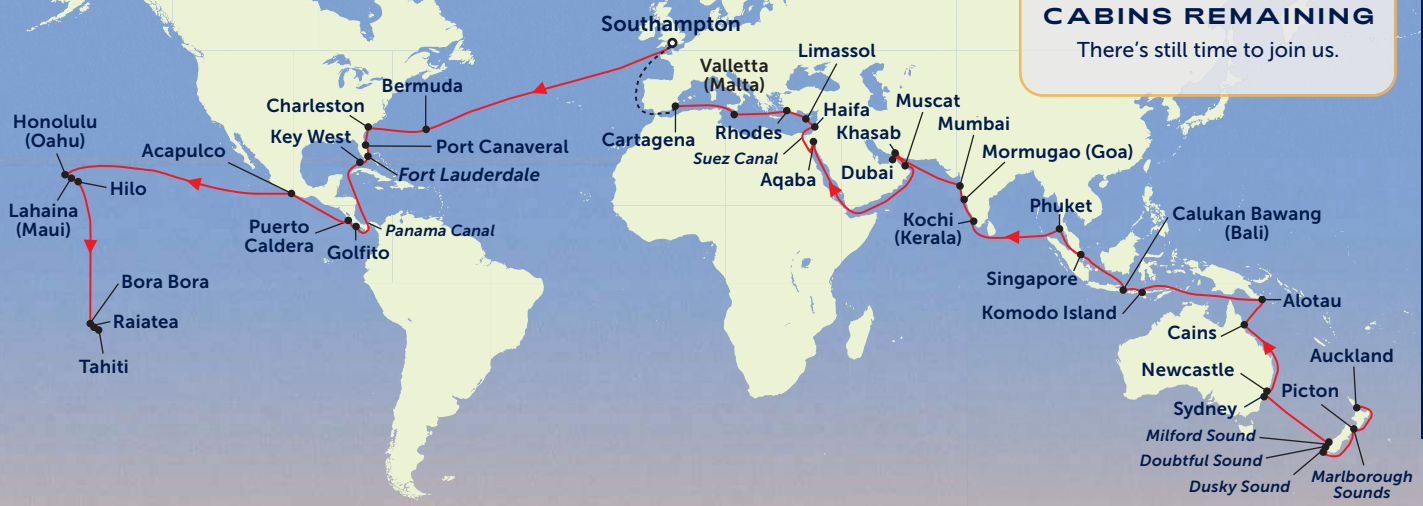 CABINS REMAINING
There's still time to join us.
Southampton
Limassol
Valletta
(Malta)
Bermuda
Charleston
Haifa
Muscat
Honolulu
(Oahu)
Key West
Rhodes
Khasab
Mumbai
Acapulco
Port Canaveral
Cartagena
Suez Canal
Mormugao (Goa)
Fort Lauderdale
Hilo
Aqaba
Dubai
Lahaina
(Maui)
Phuket
Calukan Bawang
(Bali)
Puerto
Caldera
Panama Canal
Kochi
(Kerala)
Golfito
Singapore
Bora Bora
Komodo Island
Alotau
Raiatea
Cains
Tahiti
Auckland
Newcastle
Picton
Sydney
Milford Sound
Doubtful Sound
Dusky Sound
Marlborough
Sounds